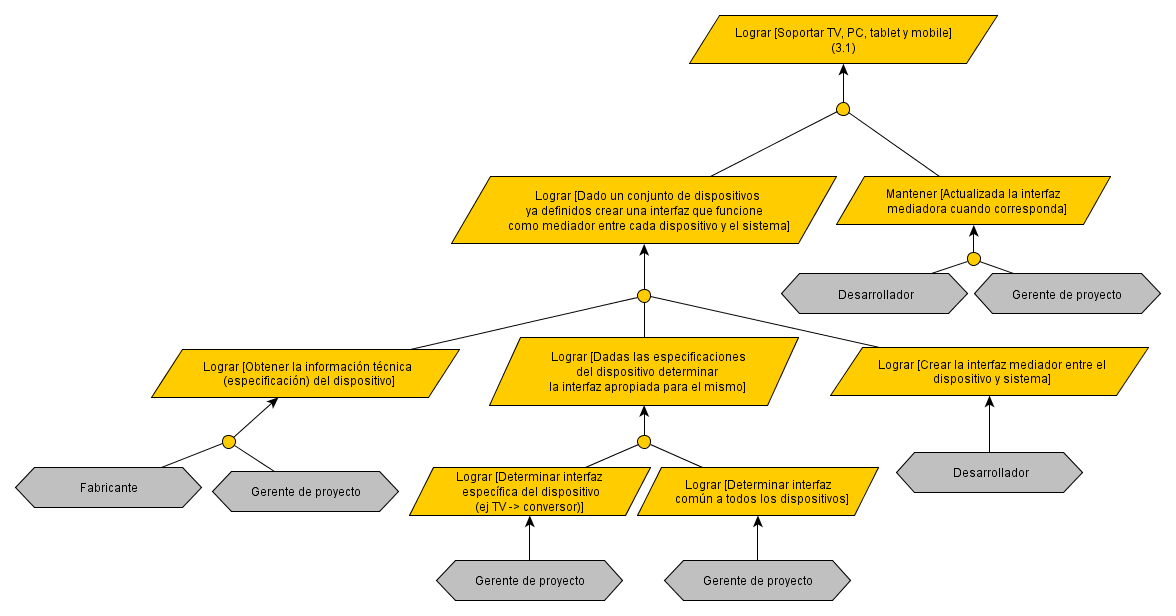 Lograr [Soportar TV, PC, tablet y mobile]
(3.1)
Lograr [Dado un conjunto de dispositivos
ya definidos crear una interfaz que funcione
como mediador entre cada dispositivo y el sistema]
Mantener [Actualizada la interfaz
mediadora cuando corresponda]
Desarrollador
Gerente de proyecto
Lograr [Obtener la información técnica
(especificación) del dispositivo]
Lograr [Dadas las especificaciones
del dispositivo determinar
la interfaz apropiada para el mismo]
Lograr [Crear la interfaz mediador entre el
dispositivo y sistema]
Fabricante
Gerente de proyecto
Lograr [Determinar interfaz
específica del dispositivo
(ej TV -> conversor)]
Lograr [Determinar interfaz
común a todos los dispositivos]
Desarrollador
Gerente de proyecto
Gerente de proyecto